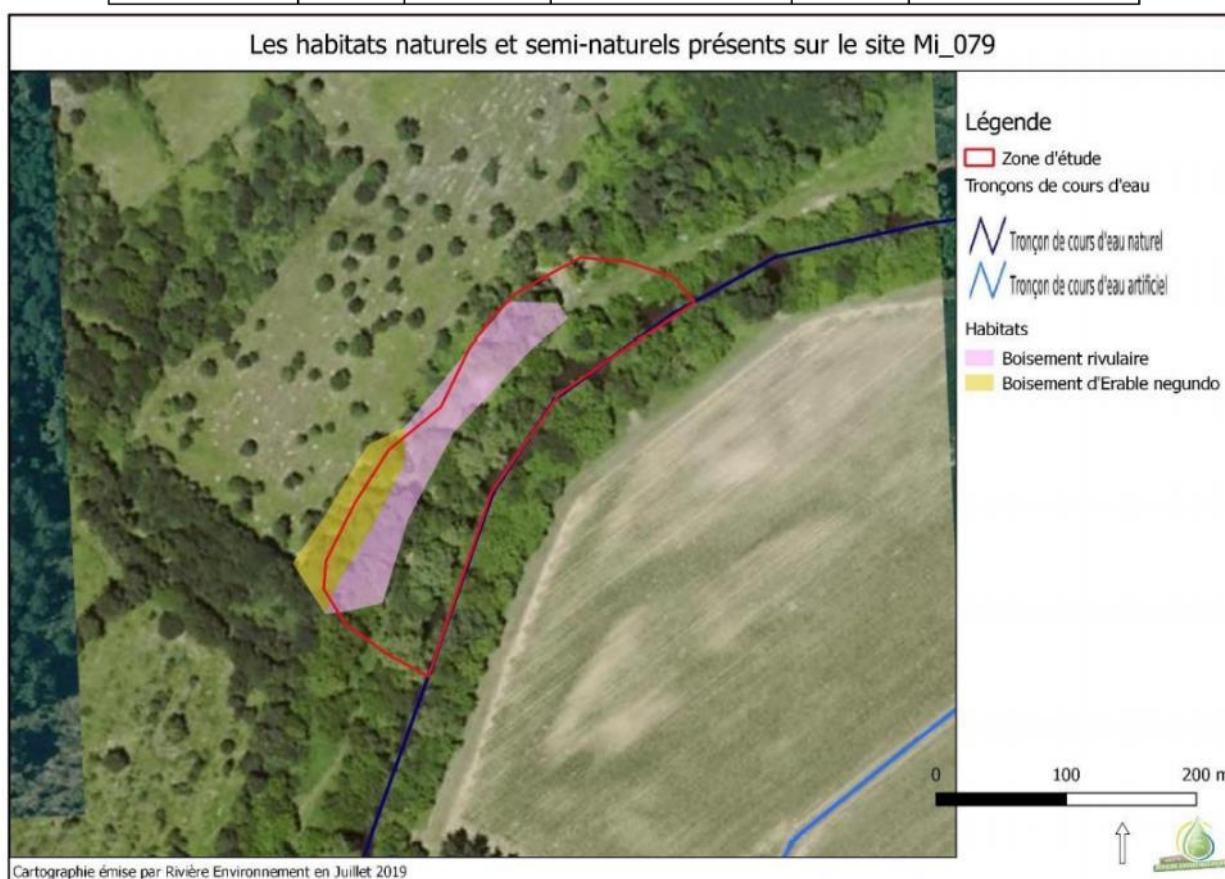 Les habitats naturels et semi-naturels présents sur le site Mi_079
Légende
Zone d'étude
Tronçons de cours d'eau
Tronçon de cours d'eau naturel
Tronçon de cours d'eau artificiel
Habitats
Boisement rivulaire
Boisement d'Erable negundo
0 100 200 m
Cartographie émise par Rivière Environnement en Juillet 2019